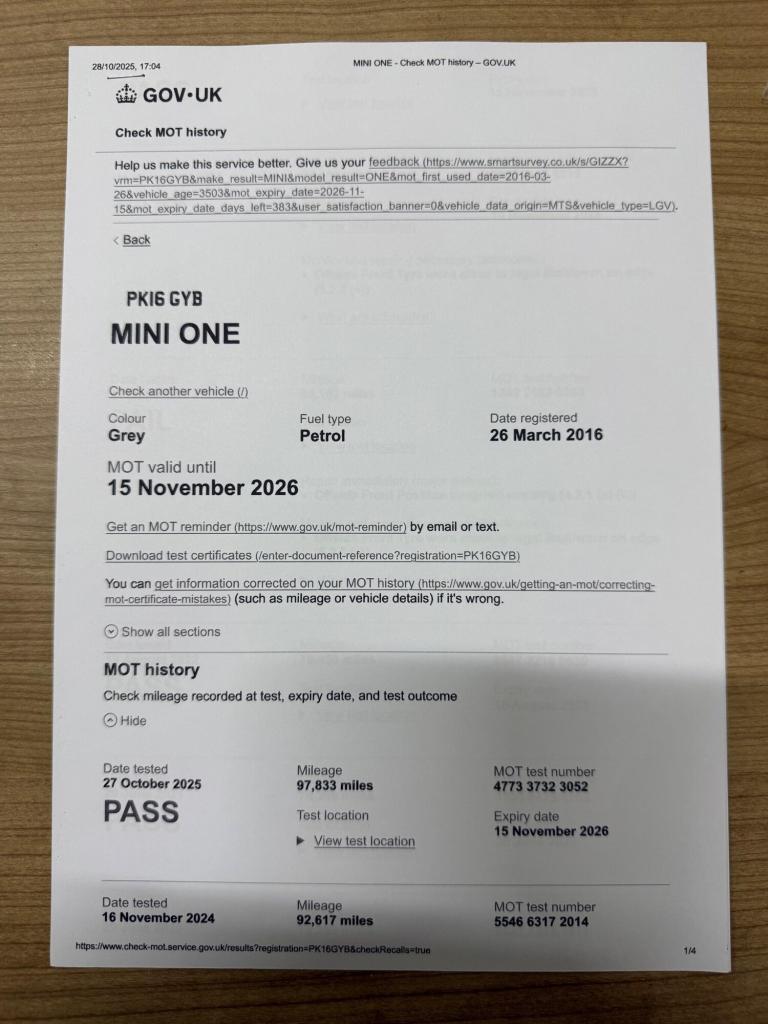 28/10/2025, 17:04
MINI ONE - Check MOT history – GOV.UK
GOV·UK
Check MOT history
Help us make this service better. Give us your feedback (https://www.smartsurvey.co.uk/s/GIZZX?
vrm=PK16GYB&make_result=MINI&model_result=ONE&mot_first_used_date=2016-03-
26&vehicle_age=3503&mot_expiry_date=2026-11-
15&mot_expiry_date_days_left=383&user_satisfaction_banner=0&vehicle_data_origin=MTS&vehicle_type=LGV).
Back
PK16 GYB
MINI ONE
Check another vehicle (/)
Colour Fuel type Date registered
Grey Petrol 26 March 2016
MOT valid until
15 November 2026
Get an MOT reminder (https://www.gov.uk/mot-reminder) by email or text.
Download test certificates (/enter-document-reference?registration=PK16GYB)
You can get information corrected on your MOT history (https://www.gov.uk/getting-an-mot/correcting-
mot-certificate-mistakes) (such as mileage or vehicle details) if it's wrong.
Show all sections
MOT history
Check mileage recorded at test, expiry date, and test outcome
Hide
Date tested Mileage MOT test number
27 October 2025 97,833 miles 4773 3732 3052
PASS Test location Expiry date
15 November 2026
View test location
Date tested Mileage MOT test number
16 November 2024 92,617 miles 5546 6317 2014
https://www.check-mot.service.gov.uk/results?registration=PK16GYB&checkRecalls=true
1/4